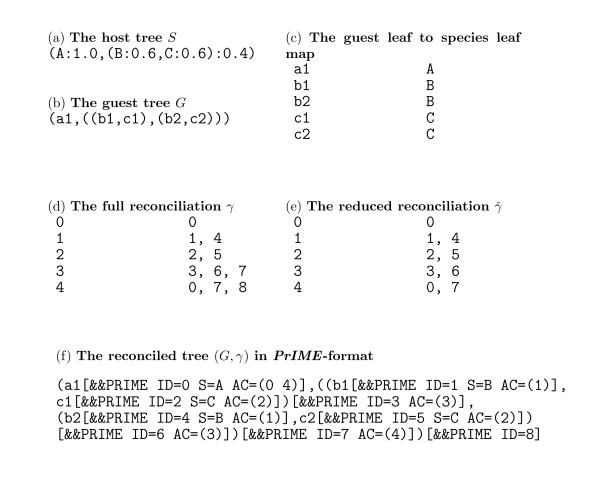 (a) The host tree S
(A:1.0,(B:0.6,C:0.6):0.4)
(b) The guest tree G
(a1,((b1,c1),(b2,c2)))
(c) The guest leaf to species leaf
map
a1 A
b1 B
b2 B
c1 C
c2 C
(d) The full reconciliation γ
0 0
1 1, 4
2 2, 5
3 3, 6, 7
4 0, 7, 8
(e) The reduced reconciliation γ̌
0 0
1 1, 4
2 2, 5
3 3, 6
4 0, 7
(f) The reconciled tree (G, γ) in PrIME-format
(a1[&&PRIME ID=0 S=A AC=(0 4)],((b1[&&PRIME ID=1 S=B AC=(1)],
c1[&&PRIME ID=2 S=C AC=(2)])[&&PRIME ID=3 AC=(3)],
(b2[&&PRIME ID=4 S=B AC=(1)],c2[&&PRIME ID=5 S=C AC=(2)])
[&&PRIME ID=6 AC=(3)])[&&PRIME ID=7 AC=(4)])[&&PRIME ID=8]